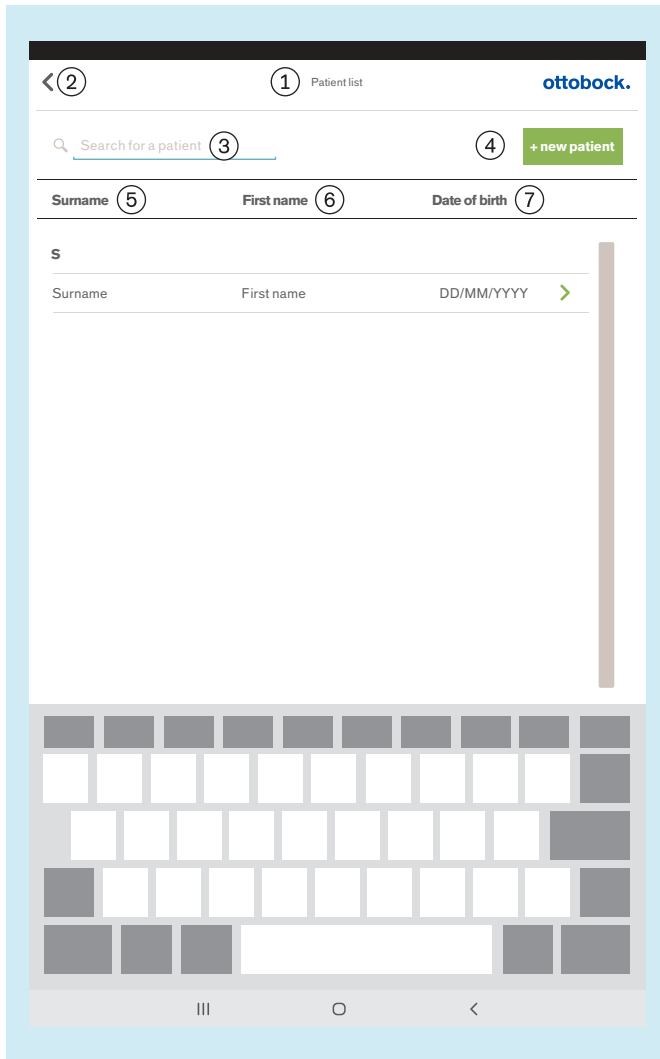 ② ① Patient list ottobock.
Search for a patient ③ ④ + new patient
Surname ⑤ First name ⑥ Date of birth ⑦
S
Surname First name DD/MM/YYYY